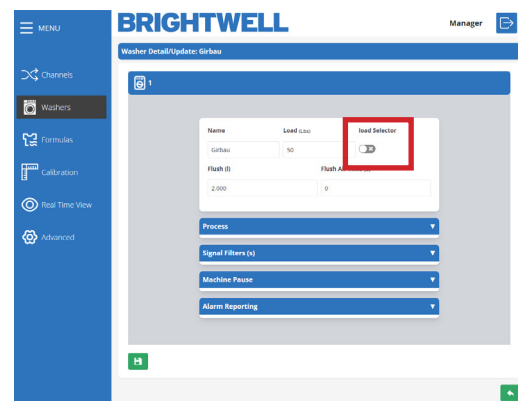 MENU
BRIGHTWELL
Manager
Washer Detail/Update: Girbau
Channels
1
Washers
Name Load (Lbs) load Selector
Formulas
Girbau 50
Flush (l) Flush
Calibration
2.000 0
Real Time View
Process
Advanced
Signal Filters (s)
Machine Pause
Alarm Reporting